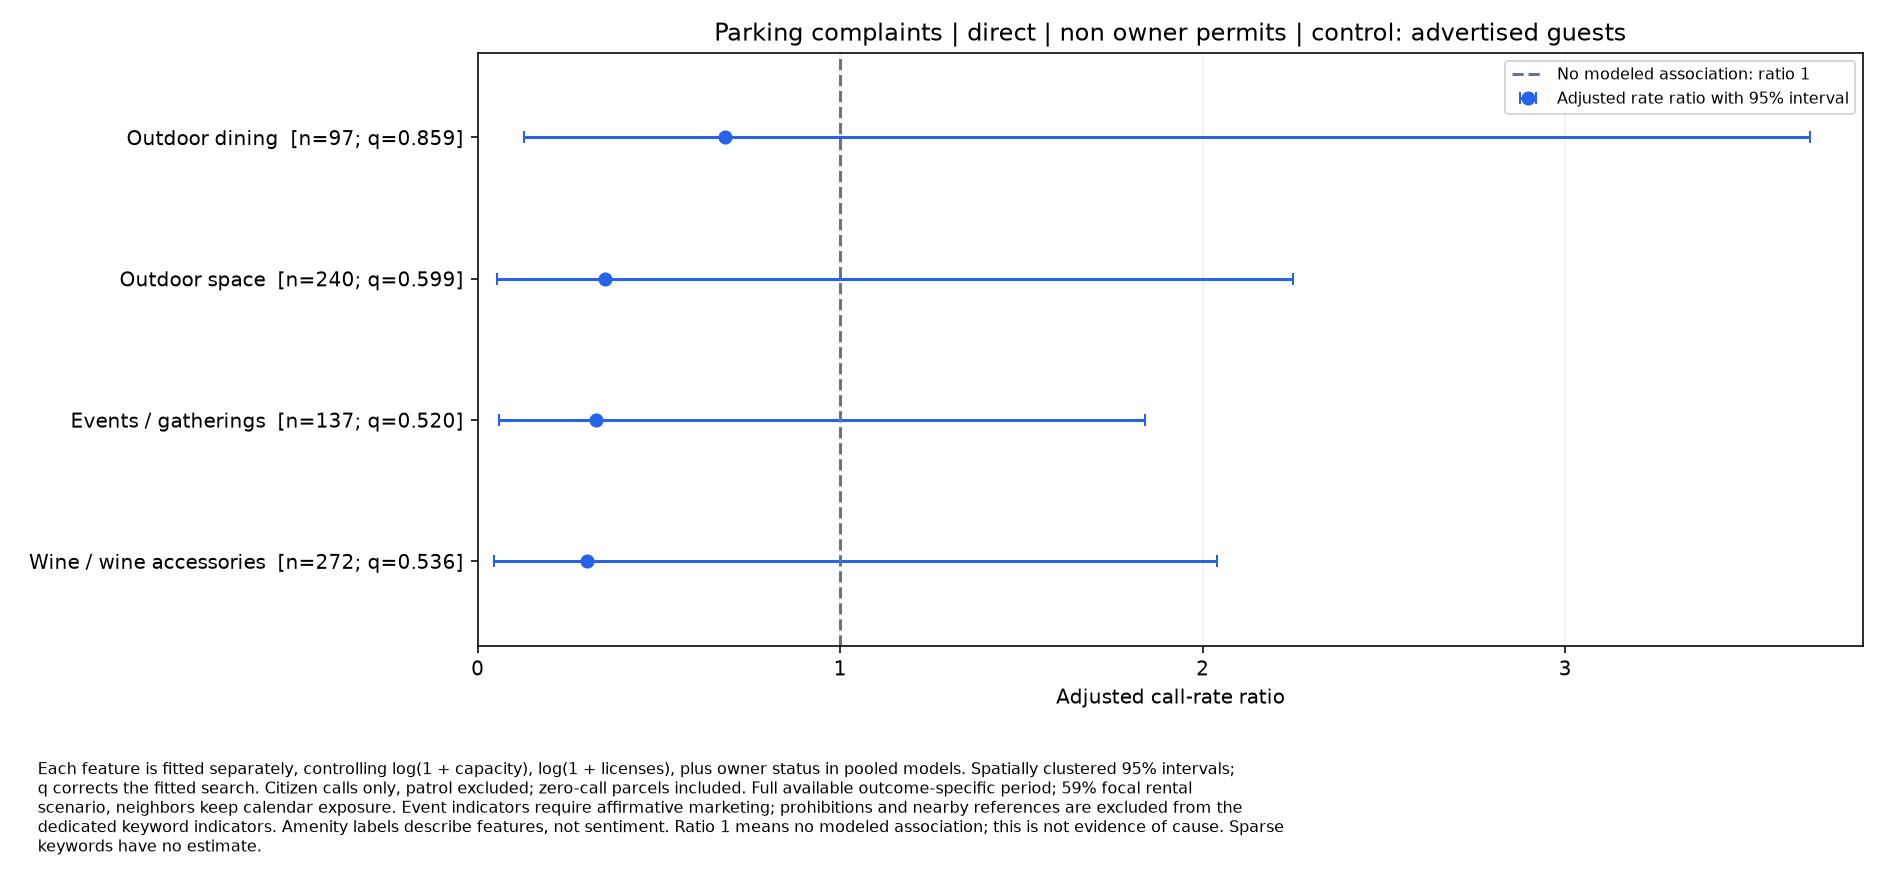 Parking complaints | direct | non owner permits | control: advertised guests
No modeled association: ratio 1
Adjusted rate ratio with 95% interval
Outdoor dining [n=97; q=0.859]
Outdoor space [n=240; q=0.599]
Events / gatherings [n=137; q=0.520]
Wine / wine accessories [n=272; q=0.536]
0 1 2 3
Adjusted call-rate ratio
Each feature is fitted separately, controlling log(1 + capacity), log(1 + licenses), plus owner status in pooled models. Spatially clustered 95% intervals;
q corrects the fitted search. Citizen calls only, patrol excluded; zero-call parcels included. Full available outcome-specific period; 59% focal rental
scenario, neighbors keep calendar exposure. Event indicators require affirmative marketing; prohibitions and nearby references are excluded from the
dedicated keyword indicators. Amenity labels describe features, not sentiment. Ratio 1 means no modeled association; this is not evidence of cause. Sparse
keywords have no estimate.